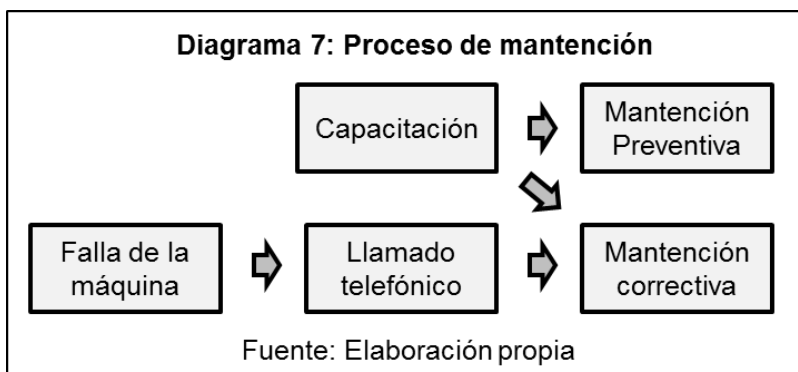 Diagrama 7: Proceso de mantención
Capacitación
Mantención
Preventiva
Falla de la
máquina
Llamado
telefónico
Mantención
correctiva
Fuente: Elaboración propia